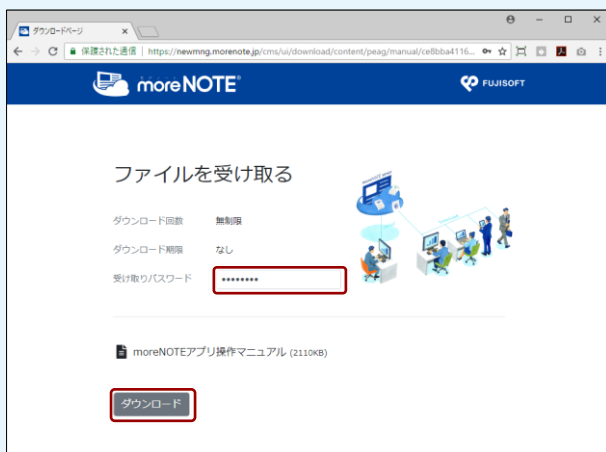 ダウンロードページ
保護された通信 | https://newmng.morenote.jp/cms/ui/download/content/peag/manual/ce8bba4116...
moreNOTE®
FUJISOFT
ファイルを受け取る
ダウンロード回数 無制限
ダウンロード期限 なし
受け取りパスワード ********
moreNOTEアプリ操作マニュアル (2110KB)
ダウンロード